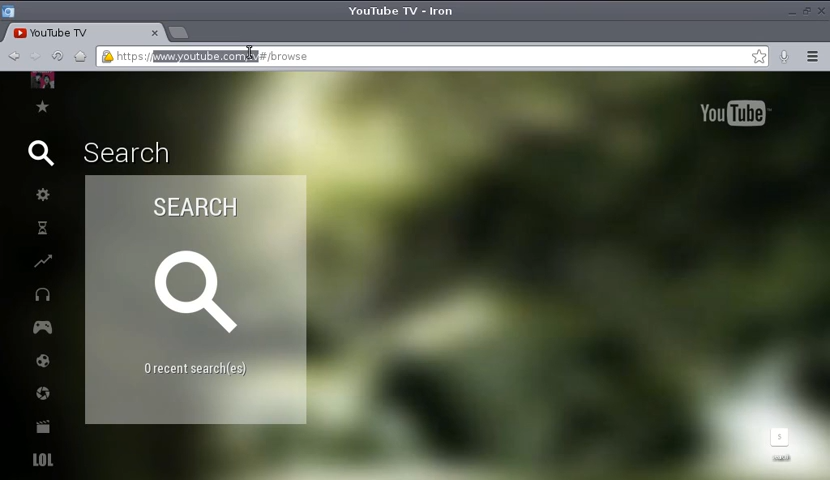 YouTube TV - Iron
YouTube TV
https://www.youtube.com/tv#/browse
YouTube
Search
SEARCH
0 recent search(es)
LOL
S